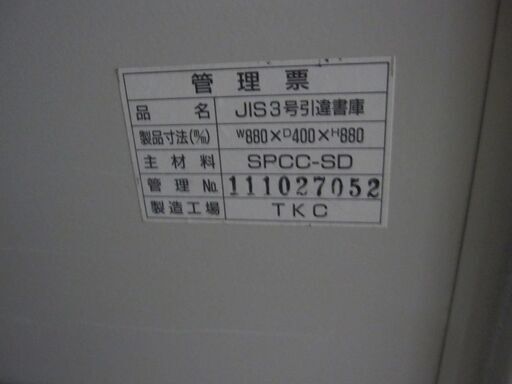 管理票
品名 JIS3号引違書庫
製品寸法(㎜) W880×D400×H880
主材料 SPCC-SD
管理No. 111027052
製造工場 TKC